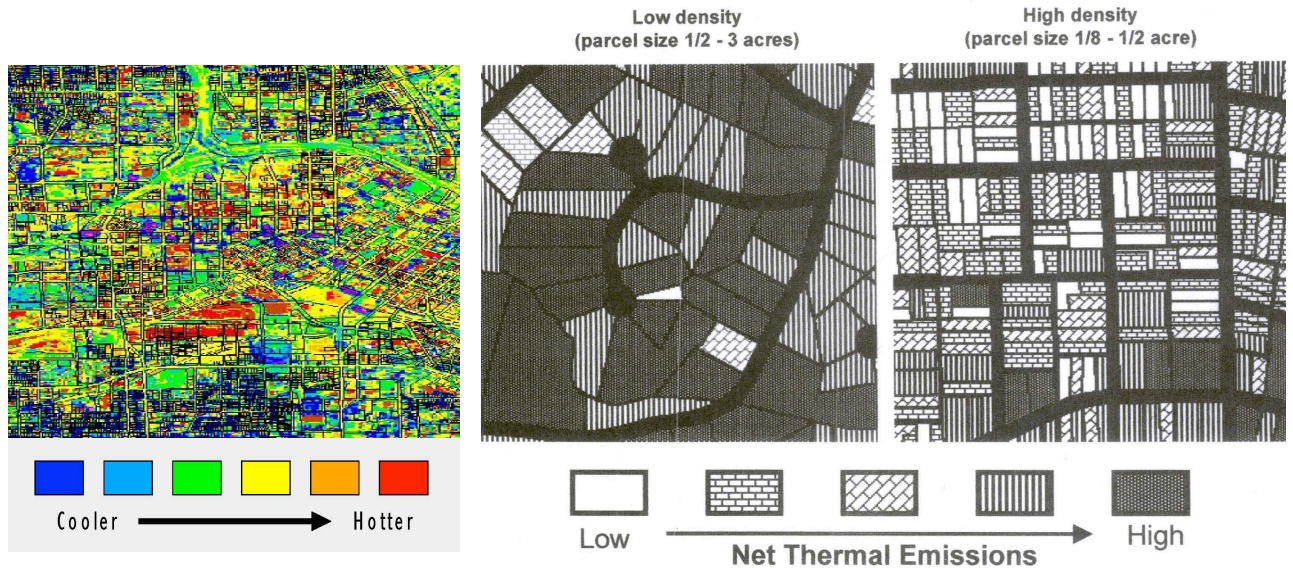 Low density
(parcel size 1/2 - 3 acres)
High density
(parcel size 1/8 - 1/2 acre)
Cooler
Hotter
Low
High
Net Thermal Emissions